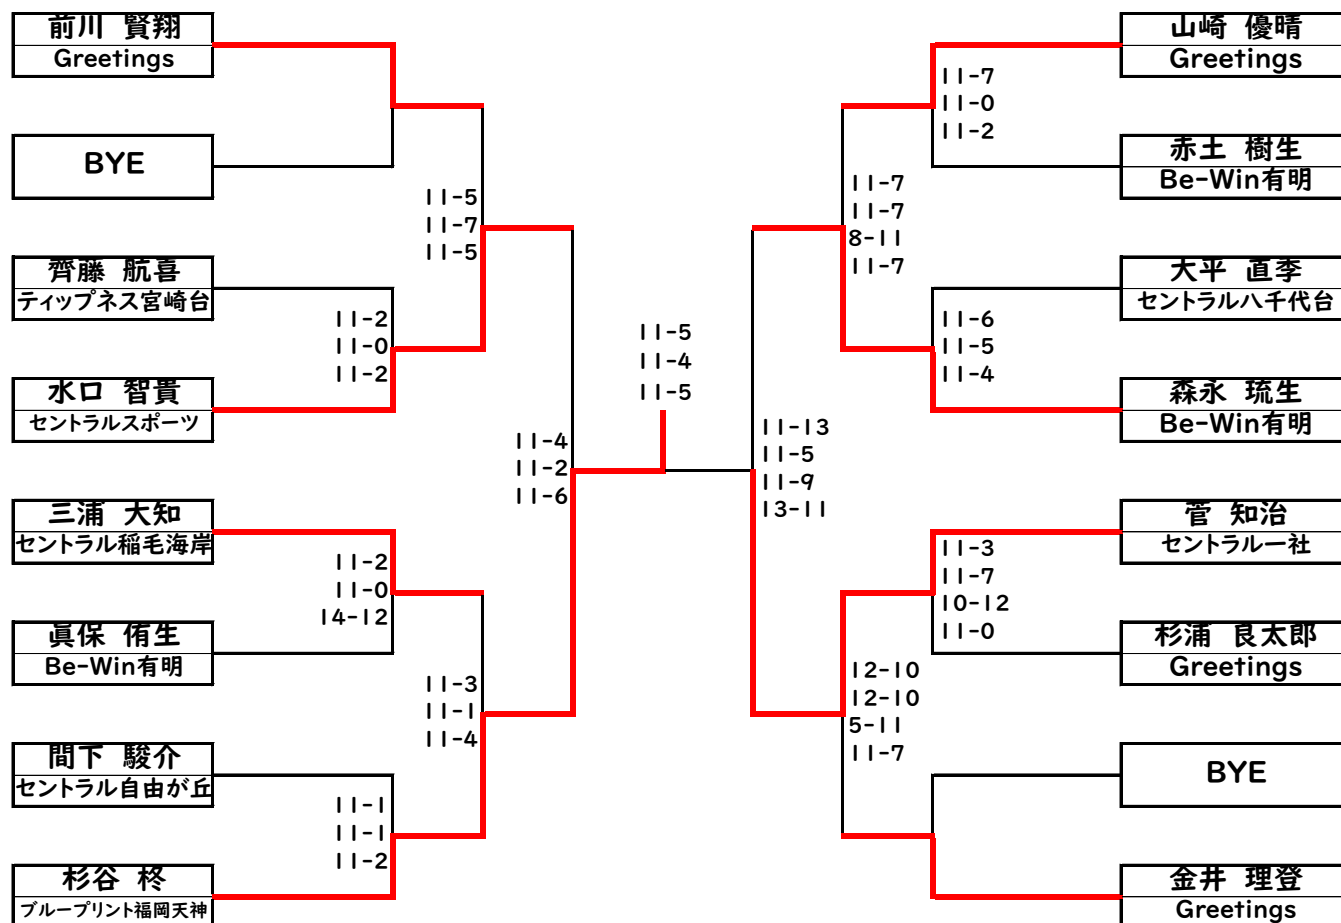 前川 賢翔
Greetings
BYE
齊藤 航喜
ティップネス宮崎台
水口 智貴
セントラルスポーツ
三浦 大知
セントラル稲毛海岸
眞保 侑生
Be-Win有明
間下 駿介
セントラル自由が丘
杉谷 柊
ブループリント福岡天神
11-2
11-0
11-2
11-2
11-0
14-12
11-1
11-1
11-2
11-5
11-7
11-5
11-3
11-1
11-4
11-4
11-2
11-6
11-5
11-4
11-5
11-13
11-5
11-9
13-11
11-7
11-7
8-11
11-7
12-10
12-10
5-11
11-7
11-7
11-0
11-2
11-6
11-5
11-4
11-3
11-7
10-12
11-0
山崎 優晴
Greetings
赤土 樹生
Be-Win有明
大平 直李
セントラル八千代台
森永 琉生
Be-Win有明
菅 知治
セントラル一社
杉浦 良太郎
Greetings
BYE
金井 理登
Greetings